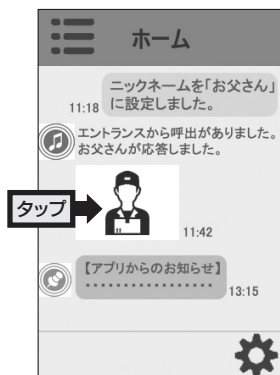 ホーム
ニックネームを「お父さん」
11:18 に設定しました。
エントランスから呼出がありました。
お父さんが応答しました。
タップ
11:42
【アプリからのお知らせ】
・・・・・・・・・・・・・・・・・
13:15